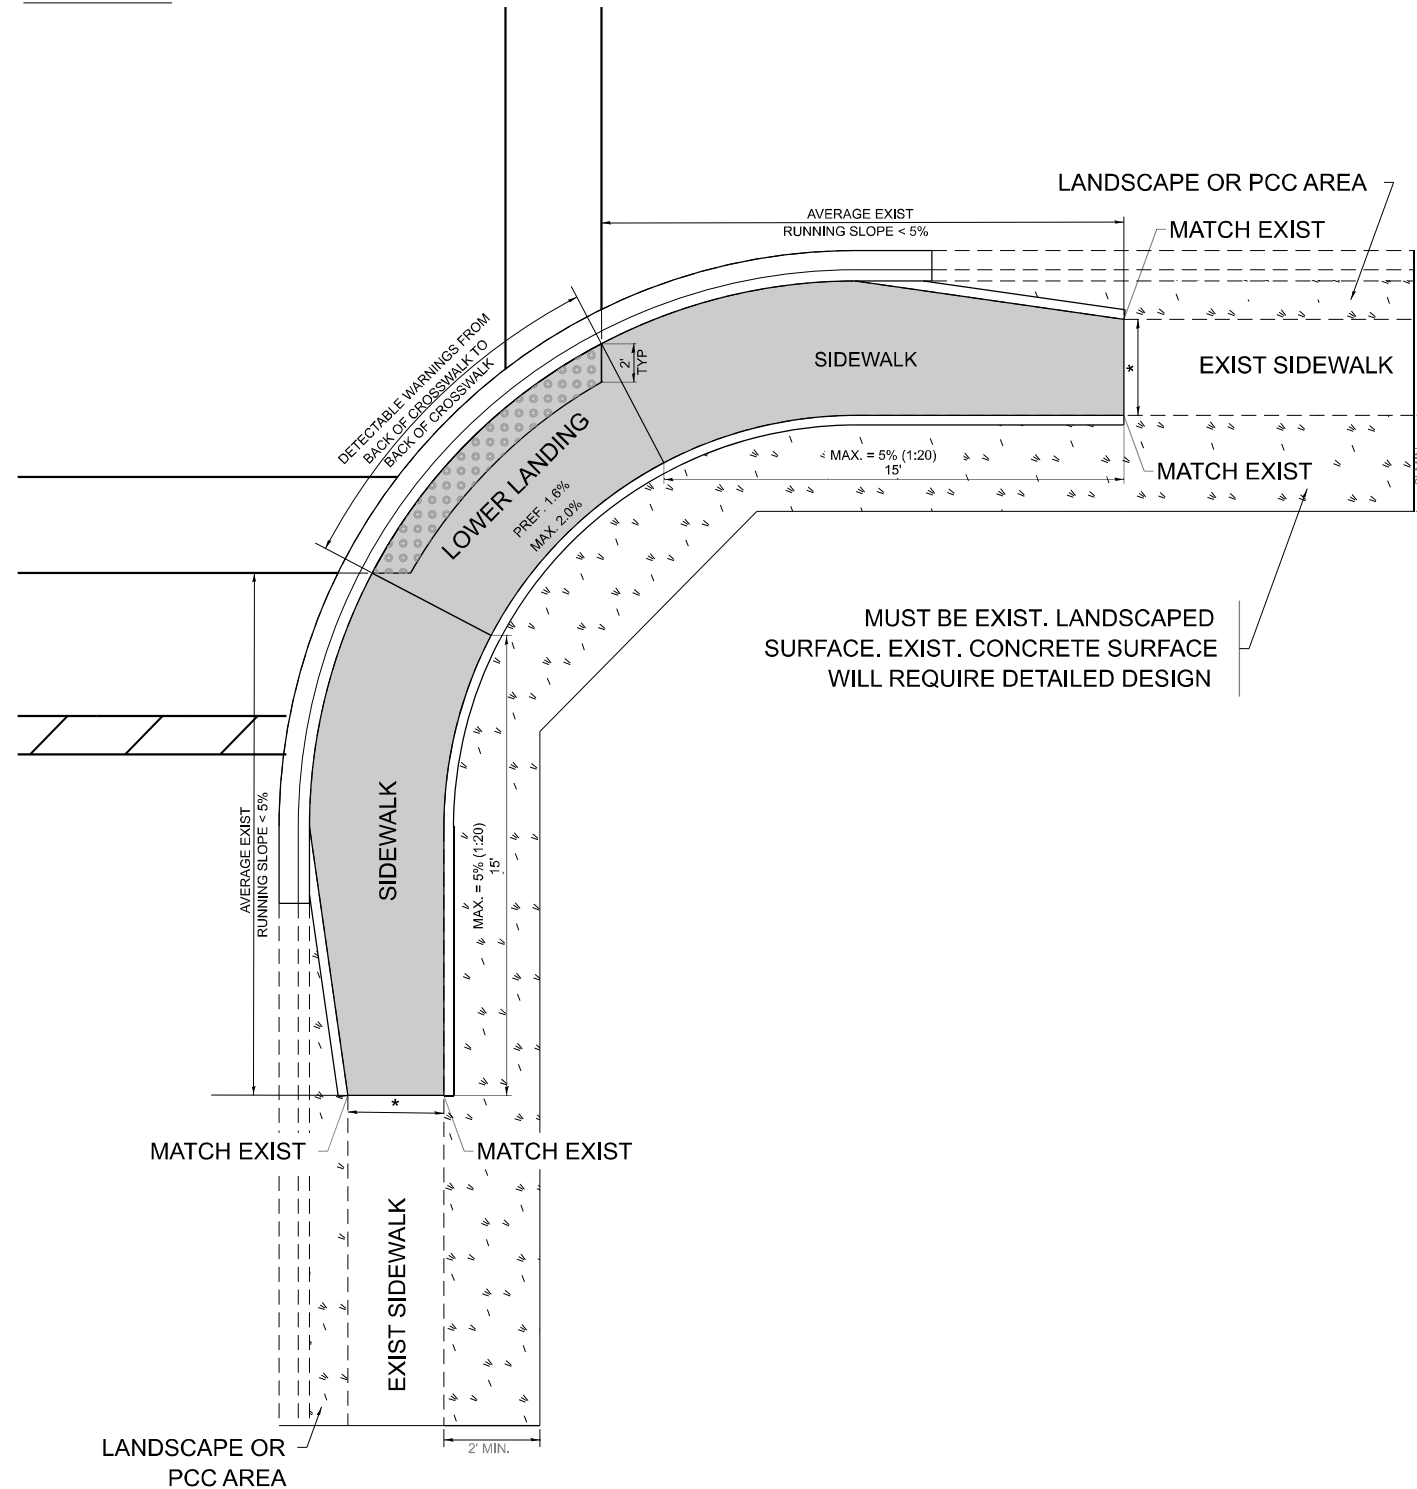 LANDSCAPE OR PCC AREA
AVERAGE EXIST
RUNNING SLOPE < 5%
MATCH EXIST
DETECTABLE WARNINGS FROM
BACK OF CROSSWALK TO
BACK OF CROSSWALK
2'
TYP
SIDEWALK
*
EXIST SIDEWALK
LOWER LANDING
PREF. 1.6%
MAX. 2.0%
MAX. = 5% (1:20)
15'
MATCH EXIST
MUST BE EXIST. LANDSCAPED
SURFACE. EXIST. CONCRETE SURFACE
WILL REQUIRE DETAILED DESIGN
AVERAGE EXIST
RUNNING SLOPE < 5%
SIDEWALK
MAX. = 5% (1:20)
15'
*
MATCH EXIST
MATCH EXIST
EXIST SIDEWALK
LANDSCAPE OR
PCC AREA
2' MIN.